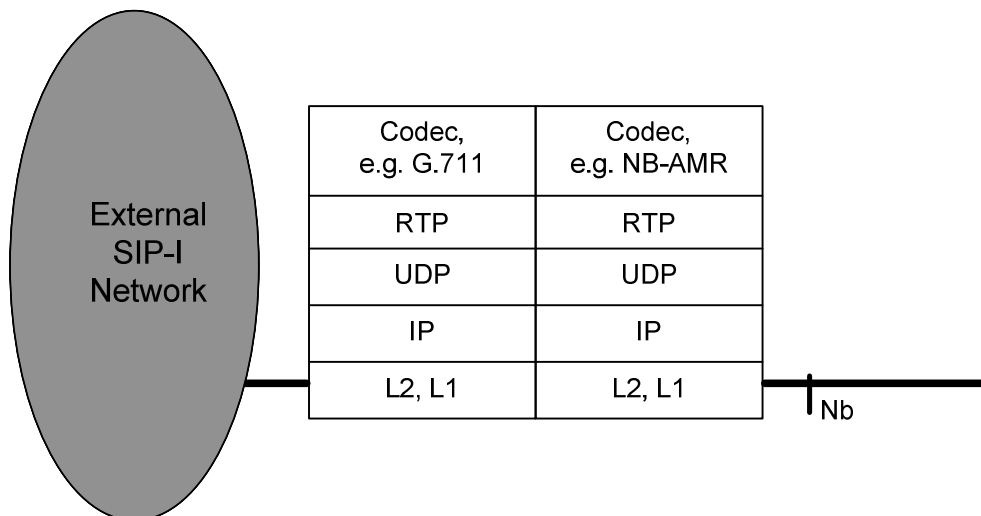 External
SIP-I
Network
Codec,
e.g. G.711
Codec,
e.g. NB-AMR
RTP
RTP
UDP
UDP
IP
IP
L2, L1
L2, L1
Nb